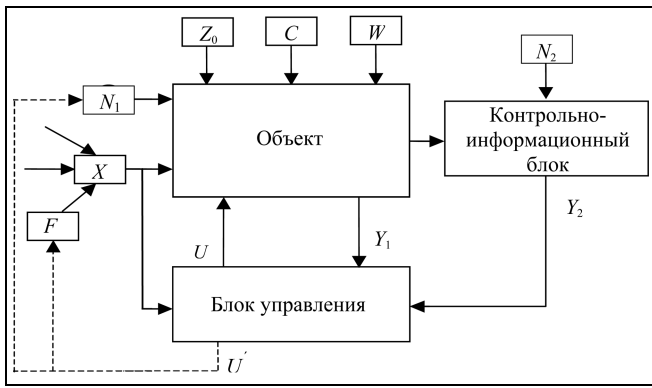 Z₀
C
W
N₂
N₁
Объект
Контрольно-
информационный
блок
X
F
U
Y₁
Y₂
Блок управления
U′